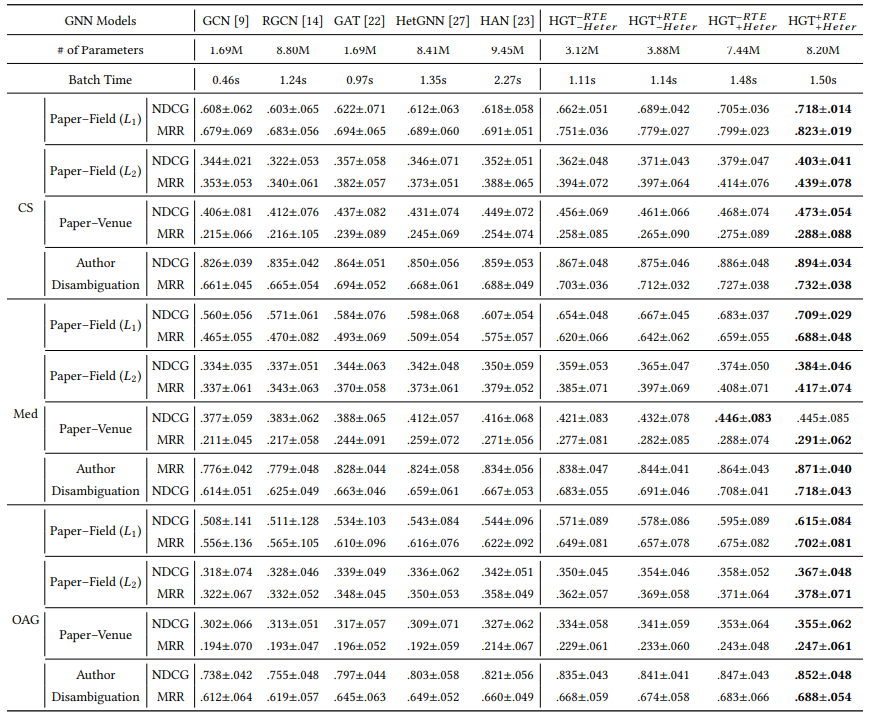 GNN Models GCN [9] RGCN [14] GAT [22] HetGNN [27] HAN [23] HGT−RTE−Heter HGT+RTE−Heter HGT−RTE+Heter HGT+RTE+Heter
# of Parameters 1.69M 8.80M 1.69M 8.41M 9.45M 3.12M 3.88M 7.44M 8.20M
Batch Time 0.46s 1.24s 0.97s 1.35s 2.27s 1.11s 1.14s 1.48s 1.50s
CS
Paper–Field (L1) NDCG .608±.062 .603±.065 .622±.071 .612±.063 .618±.058 .662±.051 .689±.042 .705±.036 .718±.014
MRR .679±.069 .683±.056 .694±.065 .689±.060 .691±.051 .751±.036 .779±.027 .799±.023 .823±.019
Paper–Field (L2) NDCG .344±.021 .322±.053 .357±.058 .346±.071 .352±.051 .362±.048 .371±.043 .379±.047 .403±.041
MRR .353±.053 .340±.061 .382±.057 .373±.051 .388±.065 .394±.072 .397±.064 .414±.076 .439±.078
Paper–Venue NDCG .406±.081 .412±.076 .437±.082 .431±.074 .449±.072 .456±.069 .461±.066 .468±.074 .473±.054
MRR .215±.066 .216±.105 .239±.089 .245±.069 .254±.074 .258±.085 .265±.090 .275±.089 .288±.088
Author NDCG .826±.039 .835±.042 .864±.051 .850±.056 .859±.053 .867±.048 .875±.046 .886±.048 .894±.034
Disambiguation MRR .661±.045 .665±.054 .694±.052 .668±.061 .688±.049 .703±.036 .712±.032 .727±.038 .732±.038
Med
Paper–Field (L1) NDCG .560±.056 .571±.061 .584±.076 .598±.068 .607±.054 .654±.048 .667±.045 .683±.037 .709±.029
MRR .465±.055 .470±.082 .493±.069 .509±.054 .575±.057 .620±.066 .642±.062 .659±.055 .688±.048
Paper–Field (L2) NDCG .334±.035 .337±.051 .344±.063 .342±.048 .350±.059 .359±.053 .365±.047 .374±.050 .384±.046
MRR .337±.061 .343±.063 .370±.058 .373±.061 .379±.052 .385±.071 .397±.069 .408±.071 .417±.074
Paper–Venue NDCG .377±.059 .383±.062 .388±.065 .412±.057 .416±.068 .421±.083 .432±.078 .446±.083 .445±.085
MRR .211±.045 .217±.058 .244±.091 .259±.072 .271±.056 .277±.081 .282±.085 .288±.074 .291±.062
Author MRR .776±.042 .779±.048 .828±.044 .824±.058 .834±.056 .838±.047 .844±.041 .864±.043 .871±.040
Disambiguation NDCG .614±.051 .625±.049 .663±.046 .659±.061 .667±.053 .683±.055 .691±.046 .708±.041 .718±.043
OAG
Paper–Field (L1) NDCG .508±.141 .511±.128 .534±.103 .543±.084 .544±.096 .571±.089 .578±.086 .595±.089 .615±.084
MRR .556±.136 .565±.105 .610±.096 .616±.076 .622±.092 .649±.081 .657±.078 .675±.082 .702±.081
Paper–Field (L2) NDCG .318±.074 .328±.046 .339±.049 .336±.062 .342±.051 .350±.045 .354±.046 .358±.052 .367±.048
MRR .322±.067 .332±.052 .348±.045 .350±.053 .358±.049 .362±.057 .369±.058 .371±.064 .378±.071
Paper–Venue NDCG .302±.066 .313±.051 .317±.057 .309±.071 .327±.062 .334±.058 .341±.059 .353±.064 .355±.062
MRR .194±.070 .193±.047 .196±.052 .192±.059 .214±.067 .229±.061 .233±.060 .243±.048 .247±.061
Author NDCG .738±.042 .755±.048 .797±.044 .803±.058 .821±.056 .835±.043 .841±.041 .847±.043 .852±.048
Disambiguation MRR .612±.064 .619±.057 .645±.063 .649±.052 .660±.049 .668±.059 .674±.058 .683±.066 .688±.054